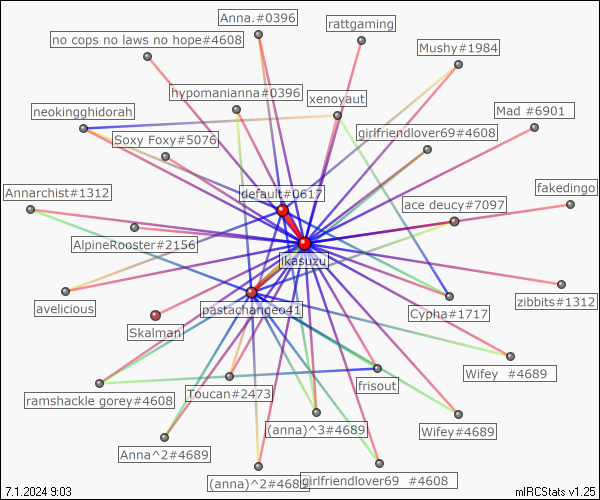 Anna.#0396
rattgaming
no cops no laws no hope#4608
Mushy#1984
hypomanianna#0396
xenoyaut
neokingghidorah
Mad #6901
girlfriendlover69#4608
Soxy Foxy#5076
Annarchist#1312
default#0617
fakedingo
ace deucy#7097
AlpineRooster#2156
ikasuzu
avelicious
pastachangeo41
Cypha#1717
zibbits#1312
Skalman
Wifey #4689
frisout
ramshackle gorey#4608
Toucan#2473
(anna)^3#4689
Wifey#4689
Anna^2#4689
(anna)^2#4689
girlfriendlover69 #4608
7.1.2024 9:03
mIRCStats v1.25